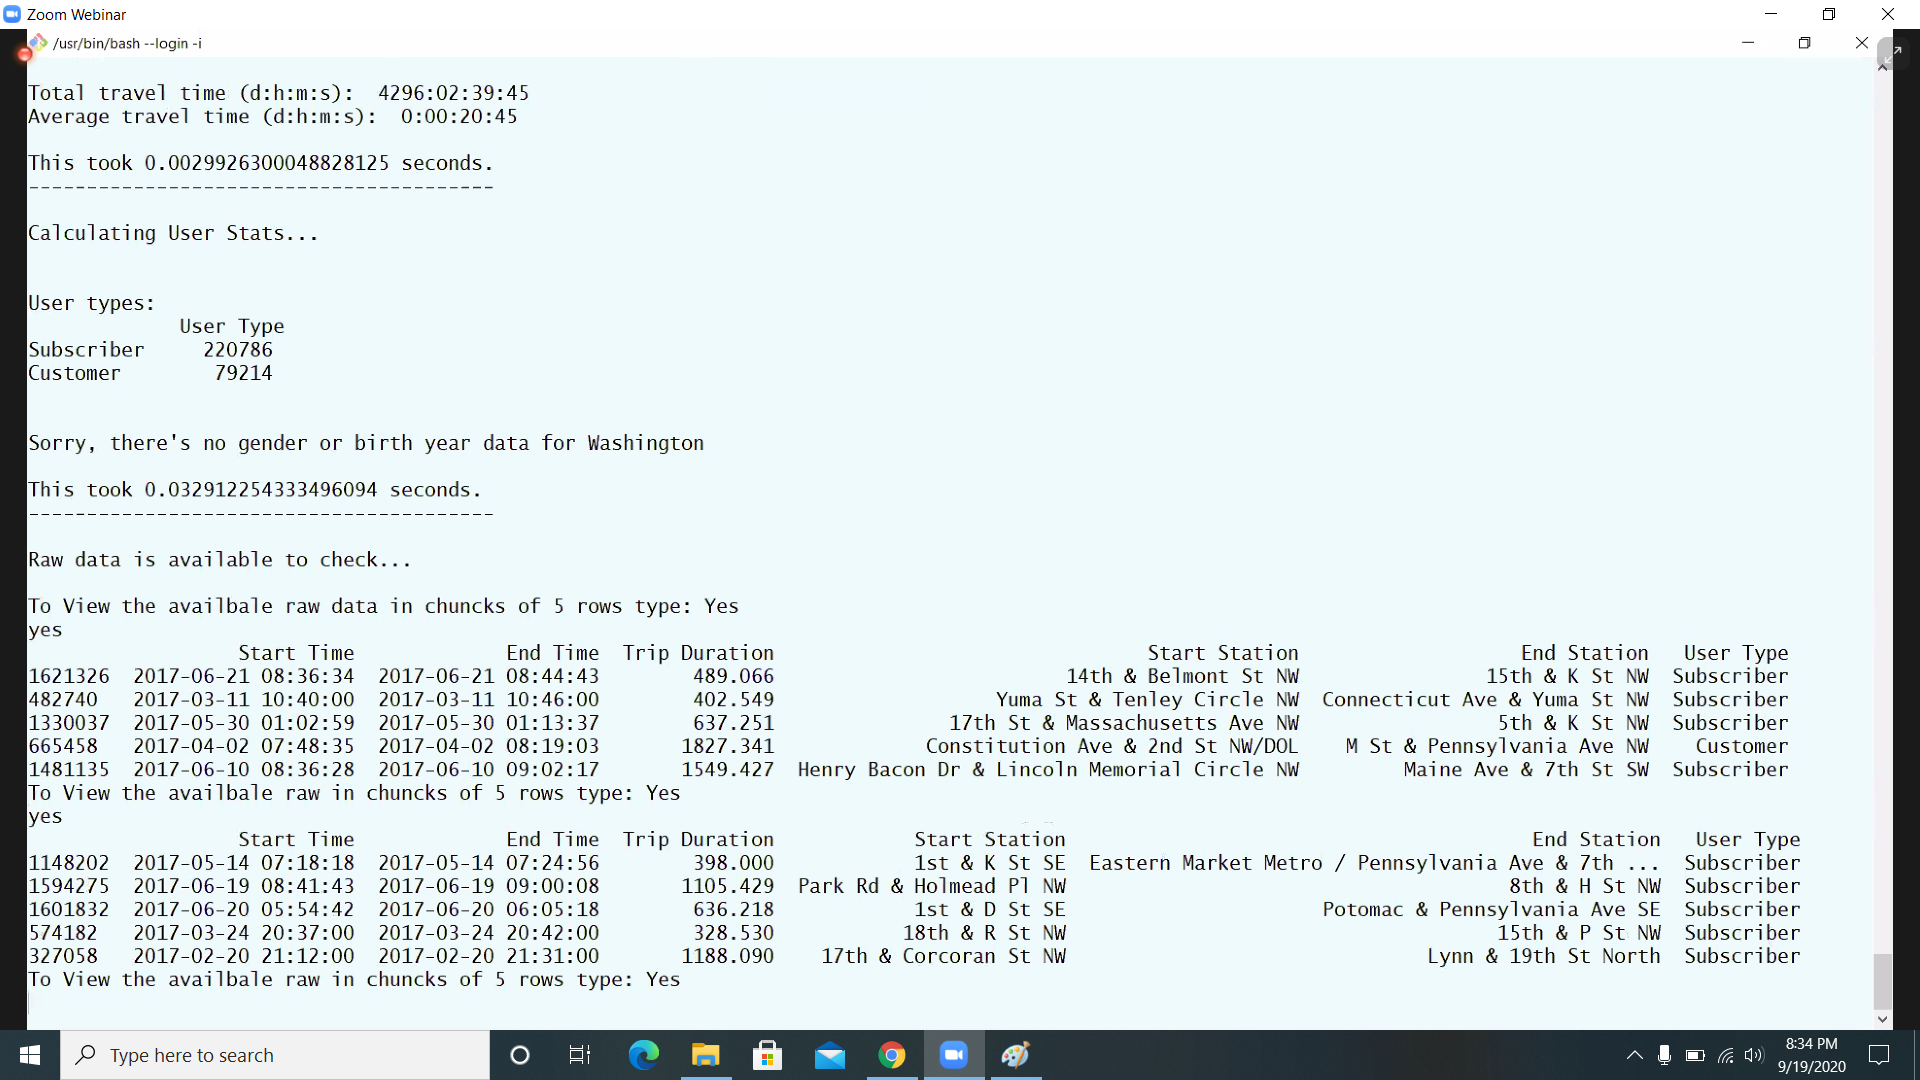 Zoom Webinar
/usr/bin/bash --login -i
Total travel time (d:h:m:s):  4296:02:39:45
Average travel time (d:h:m:s):  0:00:20:45
This took 0.0029926300048828125 seconds.
----------------------------------------
Calculating User Stats...
User types:
User Type
Subscriber     220786
Customer        79214
Sorry, there's no gender or birth year data for Washington
This took 0.032912254333496094 seconds.
----------------------------------------
Raw data is available to check...
To View the availbale raw data in chuncks of 5 rows type: Yes
yes
Start Time             End Time  Trip Duration                                Start Station                   End Station   User Type
1621326  2017-06-21 08:36:34  2017-06-21 08:44:43        489.066                         14th & Belmont St NW                15th & K St NW  Subscriber
482740   2017-03-11 10:40:00  2017-03-11 10:46:00        402.549                   Yuma St & Tenley Circle NW  Connecticut Ave & Yuma St NW  Subscriber
1330037  2017-05-30 01:02:59  2017-05-30 01:13:37        637.251               17th St & Massachusetts Ave NW                 5th & K St NW  Subscriber
665458   2017-04-02 07:48:35  2017-04-02 08:19:03       1827.341             Constitution Ave & 2nd St NW/DOL    M St & Pennsylvania Ave NW    Customer
1481135  2017-06-10 08:36:28  2017-06-10 09:02:17       1549.427  Henry Bacon Dr & Lincoln Memorial Circle NW         Maine Ave & 7th St SW  Subscriber
To View the availbale raw in chuncks of 5 rows type: Yes
yes
Start Time             End Time  Trip Duration            Start Station                                        End Station   User Type
1148202  2017-05-14 07:18:18  2017-05-14 07:24:56        398.000            1st & K St SE  Eastern Market Metro / Pennsylvania Ave & 7th ...  Subscriber
1594275  2017-06-19 08:41:43  2017-06-19 09:00:08       1105.429  Park Rd & Holmead Pl NW                                      8th & H St NW  Subscriber
1601832  2017-06-20 05:54:42  2017-06-20 06:05:18        636.218            1st & D St SE                      Potomac & Pennsylvania Ave SE  Subscriber
574182   2017-03-24 20:37:00  2017-03-24 20:42:00        328.530           18th & R St NW                                     15th & P St NW  Subscriber
327058   2017-02-20 21:12:00  2017-02-20 21:31:00       1188.090    17th & Corcoran St NW                               Lynn & 19th St North  Subscriber
To View the availbale raw in chuncks of 5 rows type: Yes
Type here to search
8:34 PM
9/19/2020